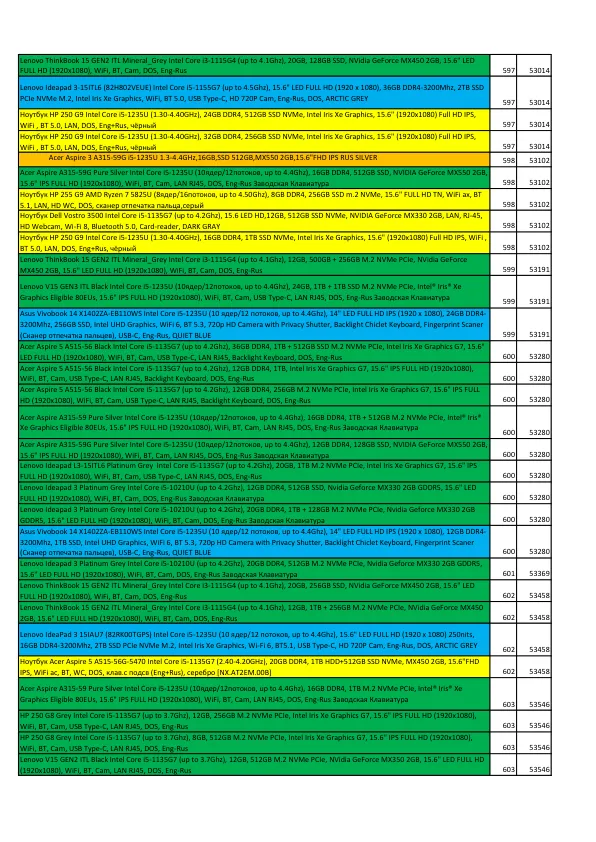 Lenovo ThinkBook 15 GEN2 ITL Mineral_Grey Intel Core i3-1115G4 (up to 4.1Ghz), 20GB, 128GB SSD, NVidia GeForce MX450 2GB, 15.6" LED
FULL HD (1920x1080), WiFi, BT, Cam, DOS, Eng-Rus 597 53014
Lenovo Ideapad 3-15ITL6 (82H802VEUE) Intel Core i5-1155G7 (up to 4.5Ghz), 15.6" LED FULL HD (1920 x 1080), 36GB DDR4-3200Mhz, 2TB SSD
PCIe NVMe M.2, Intel Iris Xe Graphics, WiFi, BT 5.0, USB Type-C, HD 720P Cam, Eng-Rus, DOS, ARCTIC GREY
597 53014
Ноутбук HP 250 G9 Intel Core i5-1235U (1.30-4.40GHz), 24GB DDR4, 512GB SSD NVMe, Intel Iris Xe Graphics, 15.6" (1920x1080) Full HD IPS,
WiFi , BT 5.0, LAN, DOS, Eng+Rus, чёрный 597 53014
Ноутбук HP 250 G9 Intel Core i5-1235U (1.30-4.40GHz), 32GB DDR4, 256GB SSD NVMe, Intel Iris Xe Graphics, 15.6" (1920x1080) Full HD IPS,
WiFi , BT 5.0, LAN, DOS, Eng+Rus, чёрный 597 53014
Acer Aspire 3 A315-59G i5-1235U 1.3-4.4GHz,16GB,SSD 512GB,MX550 2GB,15.6"FHD IPS RUS SILVER 598 53102
Acer Aspire A315-59G Pure Silver Intel Core i5-1235U (10ядер/12потоков, up to 4.4Ghz), 16GB DDR4, 512GB SSD, NVIDIA GeForce MX550
2GB, 15.6" IPS FULL HD (1920x1080), WiFi, BT, Cam, LAN RJ45, DOS, Eng-Rus Заводская Клавиатура 598 53102
Ноутбук HP 255 G9 AMD Ryzen 7 5825U (8ядер/16потоков, up to 4.50Ghz), 8GB DDR4, 256GB SSD m.2 NVMe, 15.6" FULL HD TN, WiFi ax, BT
5.1, LAN, HD WC, DOS, сканер отпечатка пальца,серый 598 53102
Ноутбук Dell Vostro 3500 Intel Core i5-1135G7 (up to 4.2Ghz), 15.6 LED HD,12GB, 512GB SSD NVMe, NVIDIA GeForce MX330 2GB, LAN, RJ-45,
HD Webcam, Wi-Fi 8, Bluetooth 5.0, Card-reader, DARK GRAY 598 53102
Ноутбук HP 250 G9 Intel Core i5-1235U (1.30-4.40GHz), 16GB DDR4, 1TB SSD NVMe, Intel Iris Xe Graphics, 15.6" (1920x1080) Full HD IPS, WiFi ,
BT 5.0, LAN, DOS, Eng+Rus, чёрный 598 53102
Lenovo ThinkBook 15 GEN2 ITL Mineral_Grey Intel Core i3-1115G4 (up to 4.1Ghz), 12GB, 500GB + 256GB M.2 NVMe PCIe, NVidia GeForce
MX450 2GB, 15.6" LED FULL HD (1920x1080), WiFi, BT, Cam, DOS, Eng-Rus 599 53191
Lenovo V15 GEN3 ITL Black Intel Core i5-1235U (10ядер/12потоков, up to 4.4Ghz), 24GB, 1TB + 1TB SSD M.2 NVMe PCIe, Intel® Iris® Xe
Graphics Eligible 80EUs, 15.6" IPS FULL HD (1920x1080), WiFi, BT, Cam, USB Type-C, LAN RJ45, DOS, Eng-Rus Заводская Клавиатура
599 53191
Asus Vivobook 14 X1402ZA-EB110WS Intel Core i5-1235U (10 ядер /12 потоков, up to 4.4Ghz), 14" LED FULL HD IPS (1920 x 1080), 24GB DDR4-
3200Mhz, 256GB SSD, Intel UHD Graphics, WiFi 6, BT 5.3, 720p HD Camera with Privacy Shutter, Backlight Chiclet Keyboard, Fingerprint Scaner
(Сканер отпечатка пальцев), USB-C, Eng-Rus, QUIET BLUE 599 53191
Acer Aspire 5 A515-56 Black Intel Core i5-1135G7 (up to 4.2Ghz), 36GB DDR4, 1TB + 512GB SSD M.2 NVMe PCIe, Intel Iris Xe Graphics G7, 15.6"
LED FULL HD (1920x1080), WiFi, BT, Cam, USB Type-C, LAN RJ45, Backlight Keyboard, DOS, Eng-Rus 600 53280
Acer Aspire 5 A515-56 Black Intel Core i5-1135G7 (up to 4.2Ghz), 12GB DDR4, 1TB, Intel Iris Xe Graphics G7, 15.6" IPS FULL HD (1920x1080),
WiFi, BT, Cam, USB Type-C, LAN RJ45, Backlight Keyboard, DOS, Eng-Rus 600 53280
Acer Aspire 5 A515-56 Black Intel Core i5-1135G7 (up to 4.2Ghz), 12GB DDR4, 256GB M.2 NVMe PCIe, Intel Iris Xe Graphics G7, 15.6" IPS FULL
HD (1920x1080), WiFi, BT, Cam, USB Type-C, LAN RJ45, Backlight Keyboard, DOS, Eng-Rus 600 53280
Acer Aspire A315-59 Pure Silver Intel Core i5-1235U (10ядер/12потоков, up to 4.4Ghz), 16GB DDR4, 1TB + 512GB M.2 NVMe PCIe, Intel® Iris®
Xe Graphics Eligible 80EUs, 15.6" IPS FULL HD (1920x1080), WiFi, BT, Cam, LAN RJ45, DOS, Eng-Rus Заводская Клавиатура
600 53280
Acer Aspire A315-59G Pure Silver Intel Core i5-1235U (10ядер/12потоков, up to 4.4Ghz), 12GB DDR4, 128GB SSD, NVIDIA GeForce MX550 2GB,
15.6" IPS FULL HD (1920x1080), WiFi, BT, Cam, LAN RJ45, DOS, Eng-Rus Заводская Клавиатура 600 53280
Lenovo Ideapad L3-15ITL6 Platinum Grey Intel Core i5-1135G7 (up to 4.2Ghz), 20GB, 1TB M.2 NVMe PCIe, Intel Iris Xe Graphics G7, 15.6" IPS
FULL HD (1920x1080), WiFi, BT, Cam, DOS, Eng-Rus Заводская Клавиатура 600 53280
Lenovo Ideapad 3 Platinum Grey Intel Core i5-10210U (up to 4.2Ghz), 12GB DDR4, 512GB SSD, Nvidia GeForce MX330 2GB GDDR5, 15.6" LED
FULL HD (1920x1080), WiFi, BT, Cam, DOS, Eng-Rus Заводская Клавиатура 600 53280
Lenovo Ideapad 3 Platinum Grey Intel Core i5-10210U (up to 4.2Ghz), 20GB DDR4, 1TB + 128GB M.2 NVMe PCIe, Nvidia GeForce MX330 2GB
GDDR5, 15.6" LED FULL HD (1920x1080), WiFi, BT, Cam, DOS, Eng-Rus Заводская Клавиатура 600 53280
Asus Vivobook 14 X1402ZA-EB110WS Intel Core i5-1235U (10 ядер /12 потоков, up to 4.4Ghz), 14" LED FULL HD IPS (1920 x 1080), 12GB DDR4-
3200Mhz, 1TB SSD, Intel UHD Graphics, WiFi 6, BT 5.3, 720p HD Camera with Privacy Shutter, Backlight Chiclet Keyboard, Fingerprint Scaner
(Сканер отпечатка пальцев), USB-C, Eng-Rus, QUIET BLUE 600 53280
Lenovo Ideapad 3 Platinum Grey Intel Core i5-10210U (up to 4.2Ghz), 20GB DDR4, 256GB SSD, Nvidia GeForce MX330 2GB GDDR5,
15.6" LED FULL HD (1920x1080), WiFi, BT, Cam, DOS, Eng-Rus Заводская Клавиатура 601 53369
Lenovo ThinkBook 15 GEN2 ITL Mineral_Grey Intel Core i3-1115G4 (up to 4.1Ghz), 20GB, 256GB SSD, NVidia GeForce MX450 2GB, 15.6" LED
FULL HD (1920x1080), WiFi, BT, Cam, DOS, Eng-Rus 602 53458
Lenovo ThinkBook 15 GEN2 ITL Mineral_Grey Intel Core i3-1115G4 (up to 4.1Ghz), 12GB, 1TB + 256GB M.2 NVMe PCIe, NVidia GeForce MX450
2GB, 15.6" LED FULL HD (1920x1080), WiFi, BT, Cam, DOS, Eng-Rus 602 53458
Lenovo IdeaPad 3 15IAU7 (82RK00TGPS) Intel Core i5-1235U (10 ядер/12 потоков, up to 4.4Ghz), 15.6" LED FULL HD (1920 x 1080) 250nits,
16GB DDR4-3200Mhz, 2TB SSD PCIe NVMe M.2, Intel Iris Xe Graphics, Wi-Fi 6, BT5.1, USB Type-C, HD 720P Cam, Eng-Rus, DOS, ARCTIC GREY
602 53458
Ноутбук Acer Aspire 5 A515-56G-5470 Intel Core i5-1135G7 (2.40-4.20GHz), 20GB DDR4, 1TB HDD+512GB SSD NVMe, MX450 2GB, 15.6"FHD
IPS, WiFi ac, BT, WC, DOS, клав.с подсв (Eng+Rus), серебро [NX.AT2EM.00B] 602 53458
Acer Aspire A315-59 Pure Silver Intel Core i5-1235U (10ядер/12потоков, up to 4.4Ghz), 16GB DDR4, 1TB M.2 NVMe PCIe, Intel® Iris® Xe
Graphics Eligible 80EUs, 15.6" IPS FULL HD (1920x1080), WiFi, BT, Cam, LAN RJ45, DOS, Eng-Rus Заводская Клавиатура
603 53546
HP 250 G8 Grey Intel Core i5-1135G7 (up to 3.7Ghz), 12GB, 256GB M.2 NVMe PCIe, Intel Iris Xe Graphics G7, 15.6" IPS FULL HD (1920x1080),
WiFi, BT, Cam, USB Type-C, LAN RJ45, DOS, Eng-Rus 603 53546
HP 250 G8 Grey Intel Core i5-1135G7 (up to 3.7Ghz), 8GB, 512GB M.2 NVMe PCIe, Intel Iris Xe Graphics G7, 15.6" IPS FULL HD (1920x1080),
WiFi, BT, Cam, USB Type-C, LAN RJ45, DOS, Eng-Rus 603 53546
Lenovo V15 GEN2 ITL Black Intel Core i5-1135G7 (up to 3.7Ghz), 12GB, 512GB M.2 NVMe PCIe, NVidia GeForce MX350 2GB, 15.6" LED FULL HD
(1920x1080), WiFi, BT, Cam, LAN RJ45, DOS, Eng-Rus 603 53546